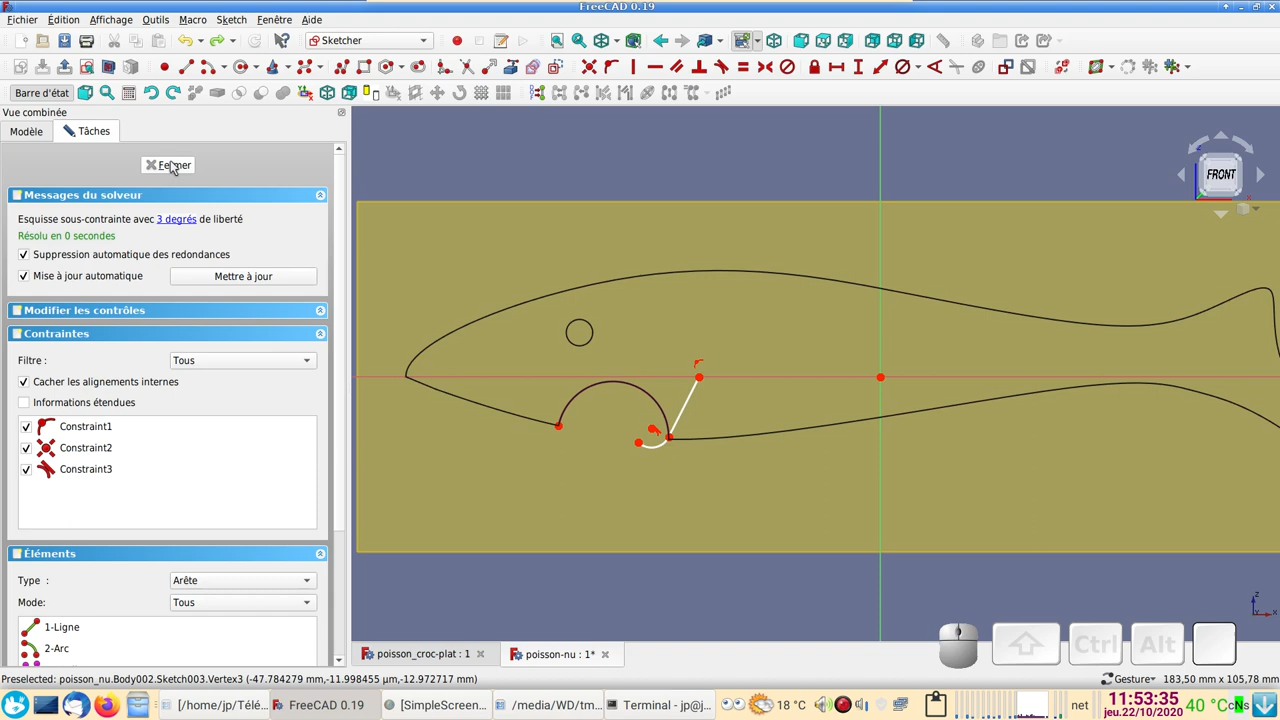 FreeCAD 0.19
Fichier Édition Affichage Outils Macro Sketch Fenêtre Aide
Sketcher
Barre d'état
Vue combinée
Modèle Tâches
Fermer
Messages du solveur
Esquisse sous-contrainte avec 3 degrés de liberté
Résolu en 0 secondes
Suppression automatique des redondances
Mise à jour automatique Mettre à jour
Modifier les contrôles
Contraintes
Filtre : Tous
Cacher les alignements internes
Informations étendues
Constraint1
Constraint2
Constraint3
Éléments
Type : Arête
Mode: Tous
1-Ligne
2-Arc
FRONT
Ctrl Alt
poisson_croc-plat : 1 poisson-nu : 1*
Preselected: poisson_nu.Body002.Sketch003.Vertex3 (-47.784279 mm,-11.998455 µm,-12.972717 mm)
Gesture 183,50 mm x 105,78 mm
[/home/jp/Télé... FreeCAD 0.19 [SimpleScreen... /media/WD/tm... Terminal - jp@j... 18 °C net 11:53:35 40 °C
jeu.22/10/2020